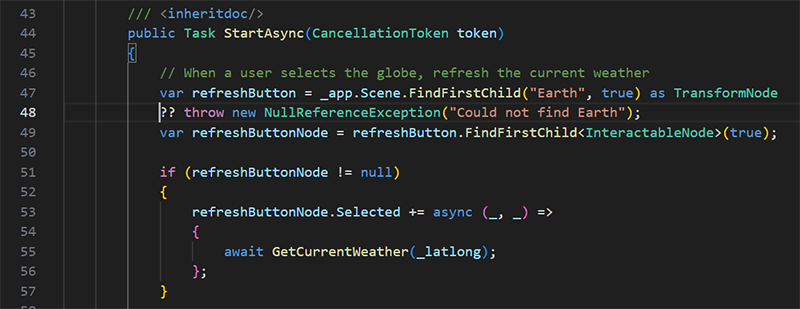 43 /// <inheritdoc/>
44 public Task StartAsync(CancellationToken token)
45 {
46 // When a user selects the globe, refresh the current weather
47 var refreshButton = _app.Scene.FindFirstChild("Earth", true) as TransformNode
48 ?? throw new NullReferenceException("Could not find Earth");
49 var refreshButtonNode = refreshButton.FindFirstChild<InteractableNode>(true);
50
51 if (refreshButtonNode != null)
52 {
53 refreshButtonNode.Selected += async (_, _) =>
54 {
55 await GetCurrentWeather(_latlong);
56 };
57 }